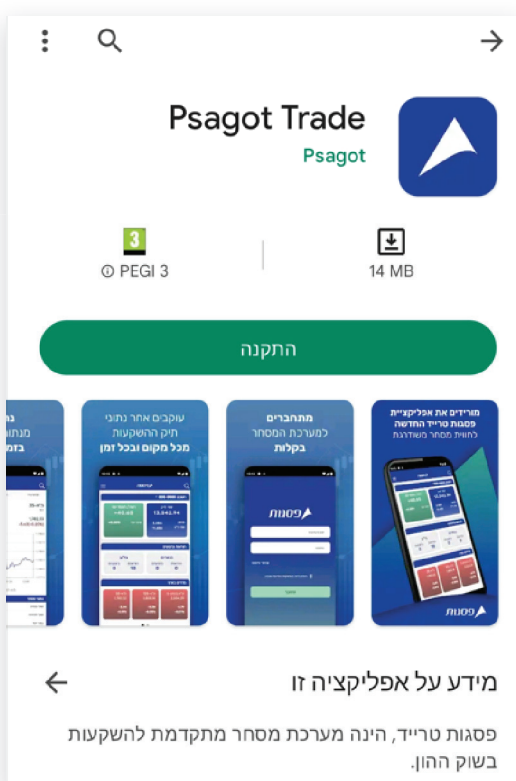 Psagot Trade
Psagot
14 MB
PEGI 3
3
התקנה
מורידים את אפליקציית
פסגות טרייד החדשה
לחווית מסחר משודרגת
פסגות
מתחברים
למערכת המסחר
בקלות
פסגות
עוקבים אחר נתוני
תיק ההשקעות
מכל מקום ובכל זמן
מידע על אפליקציה זו
פסגות טרייד, הינה מערכת מסחר מתקדמת להשקעות
בשוק ההון.